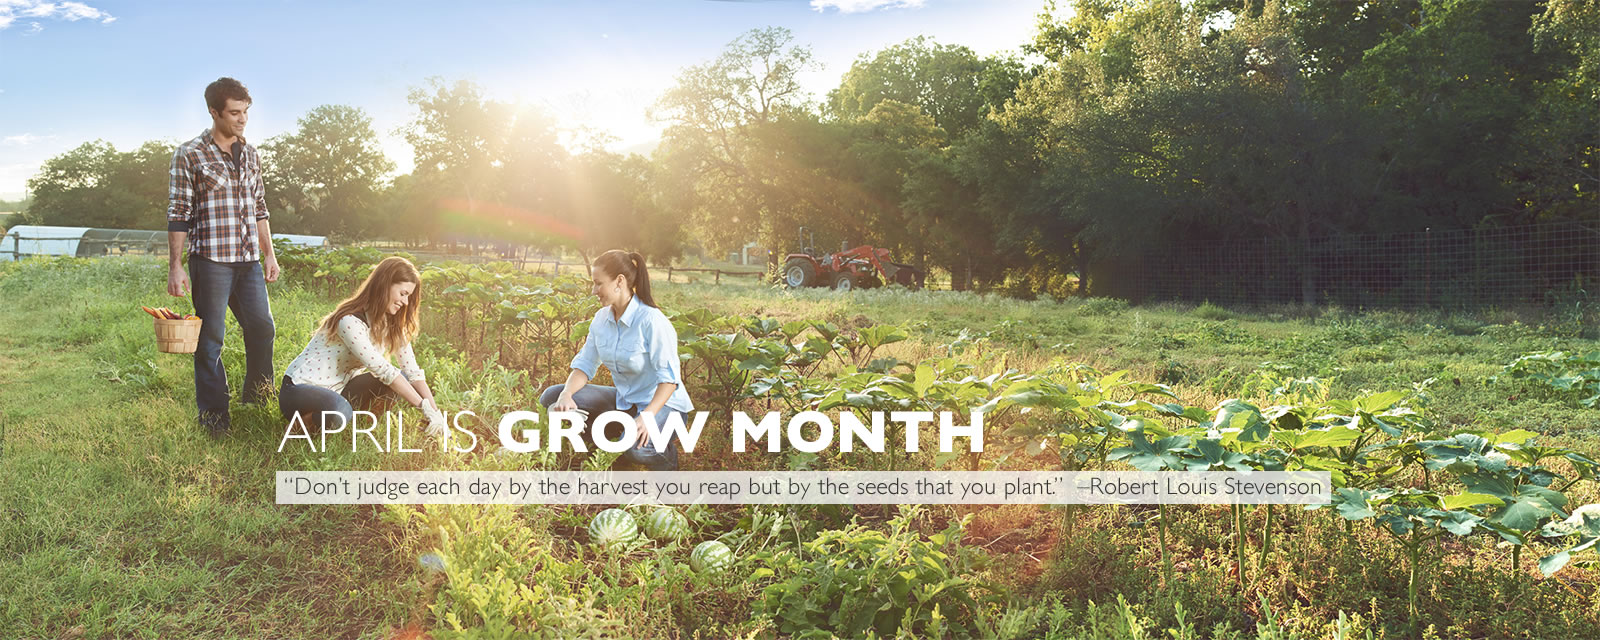 APRIL IS GROW MONTH
“Don’t judge each day by the harvest you reap but by the seeds that you plant.” –Robert Louis Stevenson